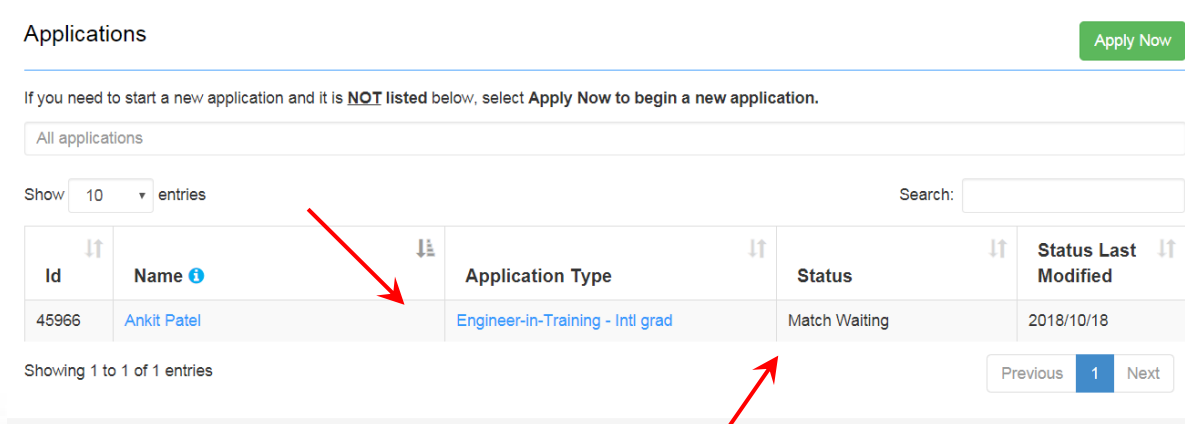 Applications
Apply Now
If you need to start a new application and it is NOT listed below, select Apply Now to begin a new application.
All applications
Show 10 entries
Search:
Id Name Application Type Status Status Last Modified
45966 Ankit Patel Engineer-in-Training - Intl grad Match Waiting 2018/10/18
Showing 1 to 1 of 1 entries
Previous 1 Next